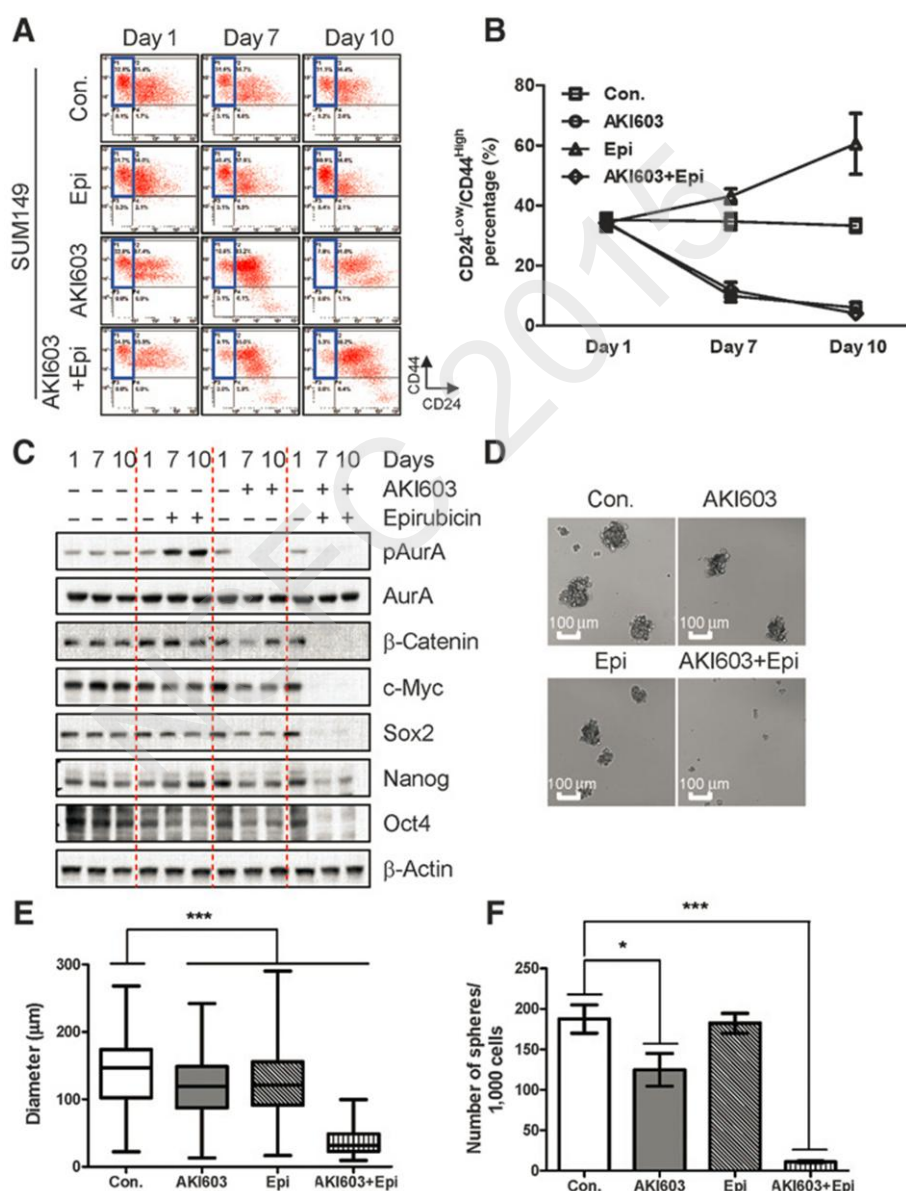 A
Day 1 Day 7 Day 10
SUM149
Con.
Epi
AKI603
AKI603
+Epi
CD44
CD24
B
CD24Low/CD44High
percentage (%)
80
60
40
20
0
Con.
AKI603
Epi
AKI603+Epi
Day 1 Day 7 Day 10
C
1 7 10 1 7 10 1 7 10 1 7 10 Days
– – – – – – – + + – + + AKI603
– – – – + + – – – – + + Epirubicin
pAurA
AurA
β-Catenin
c-Myc
Sox2
Nanog
Oct4
β-Actin
D
Con. AKI603
100 μm 100 μm
Epi AKI603+Epi
100 μm 100 μm
E
***
Diameter (μm)
300
200
100
0
Con. AKI603 Epi AKI603+Epi
F
***
*
Number of spheres/
1,000 cells
250
200
150
100
50
0
Con. AKI603 Epi AKI603+Epi
NSFC 2015